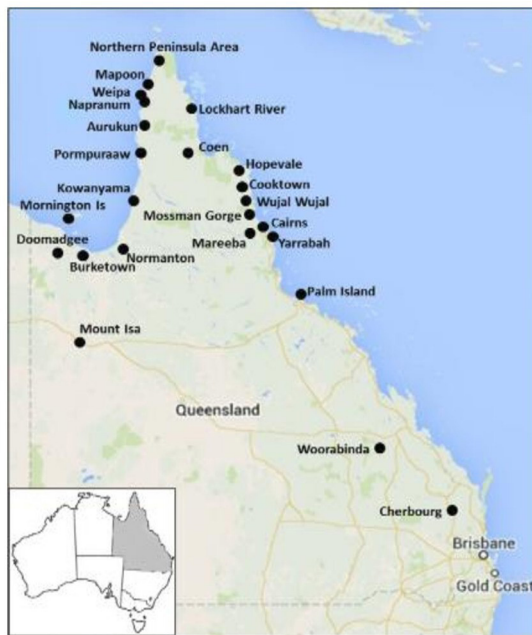 Northern Peninsula Area
Mapoon
Weipa
Napranum
Lockhart River
Aurukun
Pormpuraaw
Coen
Hopevale
Kowanyama
Cooktown
Mornington Is
Wujal Wujal
Mossman Gorge
Cairns
Doomadgee
Mareeba
Yarrabah
Burketown
Normanton
Palm Island
Mount Isa
Queensland
Woorabinda
Cherbourg
Brisbane
Gold Coast